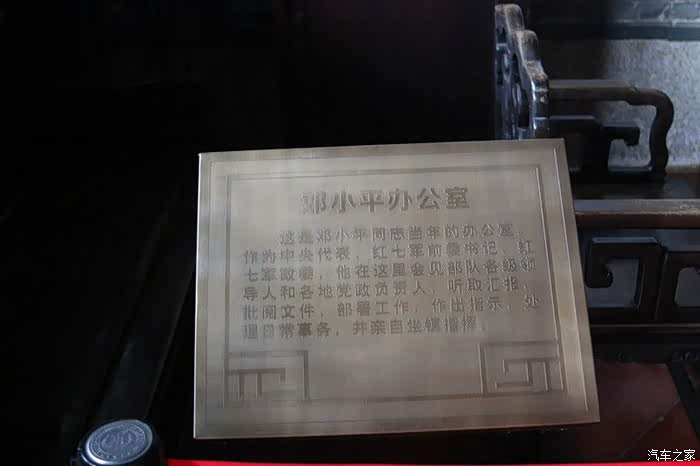 邓小平办公室
这是邓小平同志当年的办公室,
作为中央代表、红七军前委书记、红
七军政委,他在这里会见部队各级领
导人和各地党政负责人,听取汇报,
批阅文件,部署工作,作出指示,处
理日常事务,并亲自坐镇指挥。
汽车之家